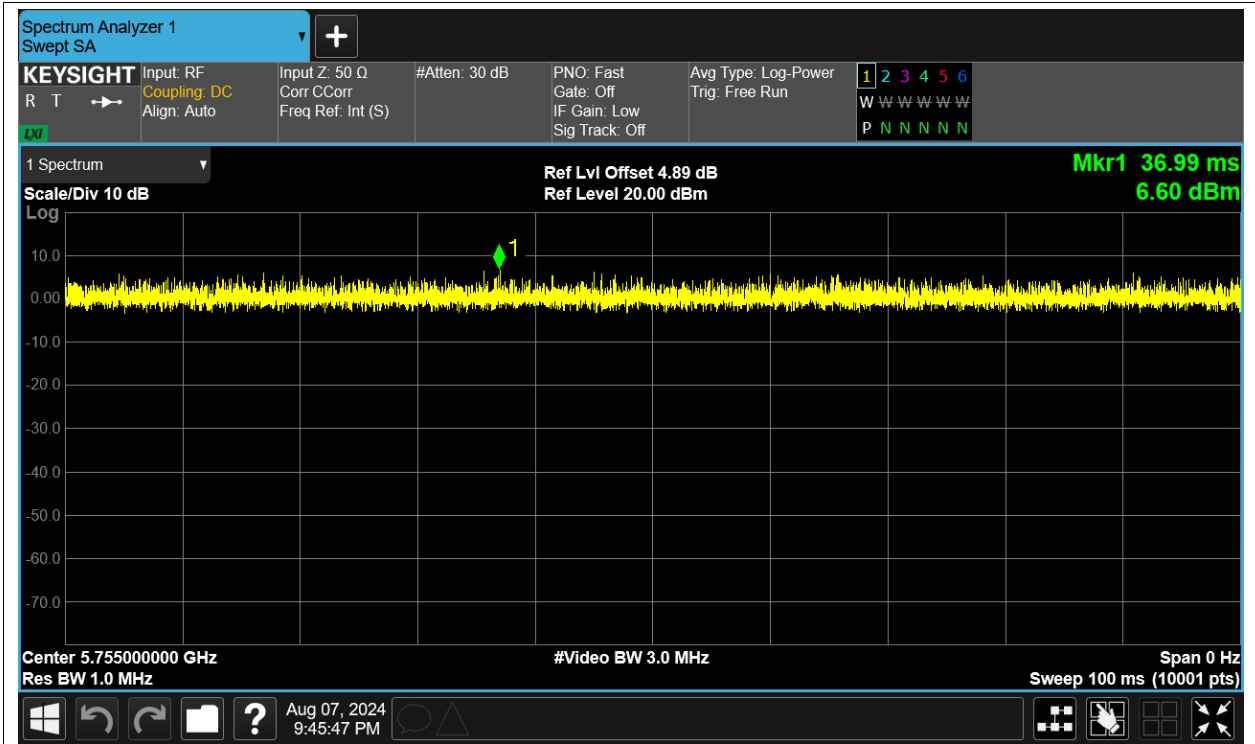 Spectrum Analyzer 1
Swept SA
KEYSIGHT
R T
LXI
Input: RF
Coupling: DC
Align: Auto
Input Z: 50 Ω
Corr CCorr
Freq Ref: Int (S)
#Atten: 30 dB
PNO: Fast
Gate: Off
IF Gain: Low
Sig Track: Off
Avg Type: Log-Power
Trig: Free Run
1 2 3 4 5 6
W W W W W W
P N N N N N
1 Spectrum
Scale/Div 10 dB
Log
Ref Lvl Offset 4.89 dB
Ref Level 20.00 dBm
Mkr1 36.99 ms
6.60 dBm
1
10.0
0.00
-10.0
-20.0
-30.0
-40.0
-50.0
-60.0
-70.0
Center 5.755000000 GHz
#Video BW 3.0 MHz
Span 0 Hz
Res BW 1.0 MHz
Sweep 100 ms (10001 pts)
?
Aug 07, 2024
9:45:47 PM